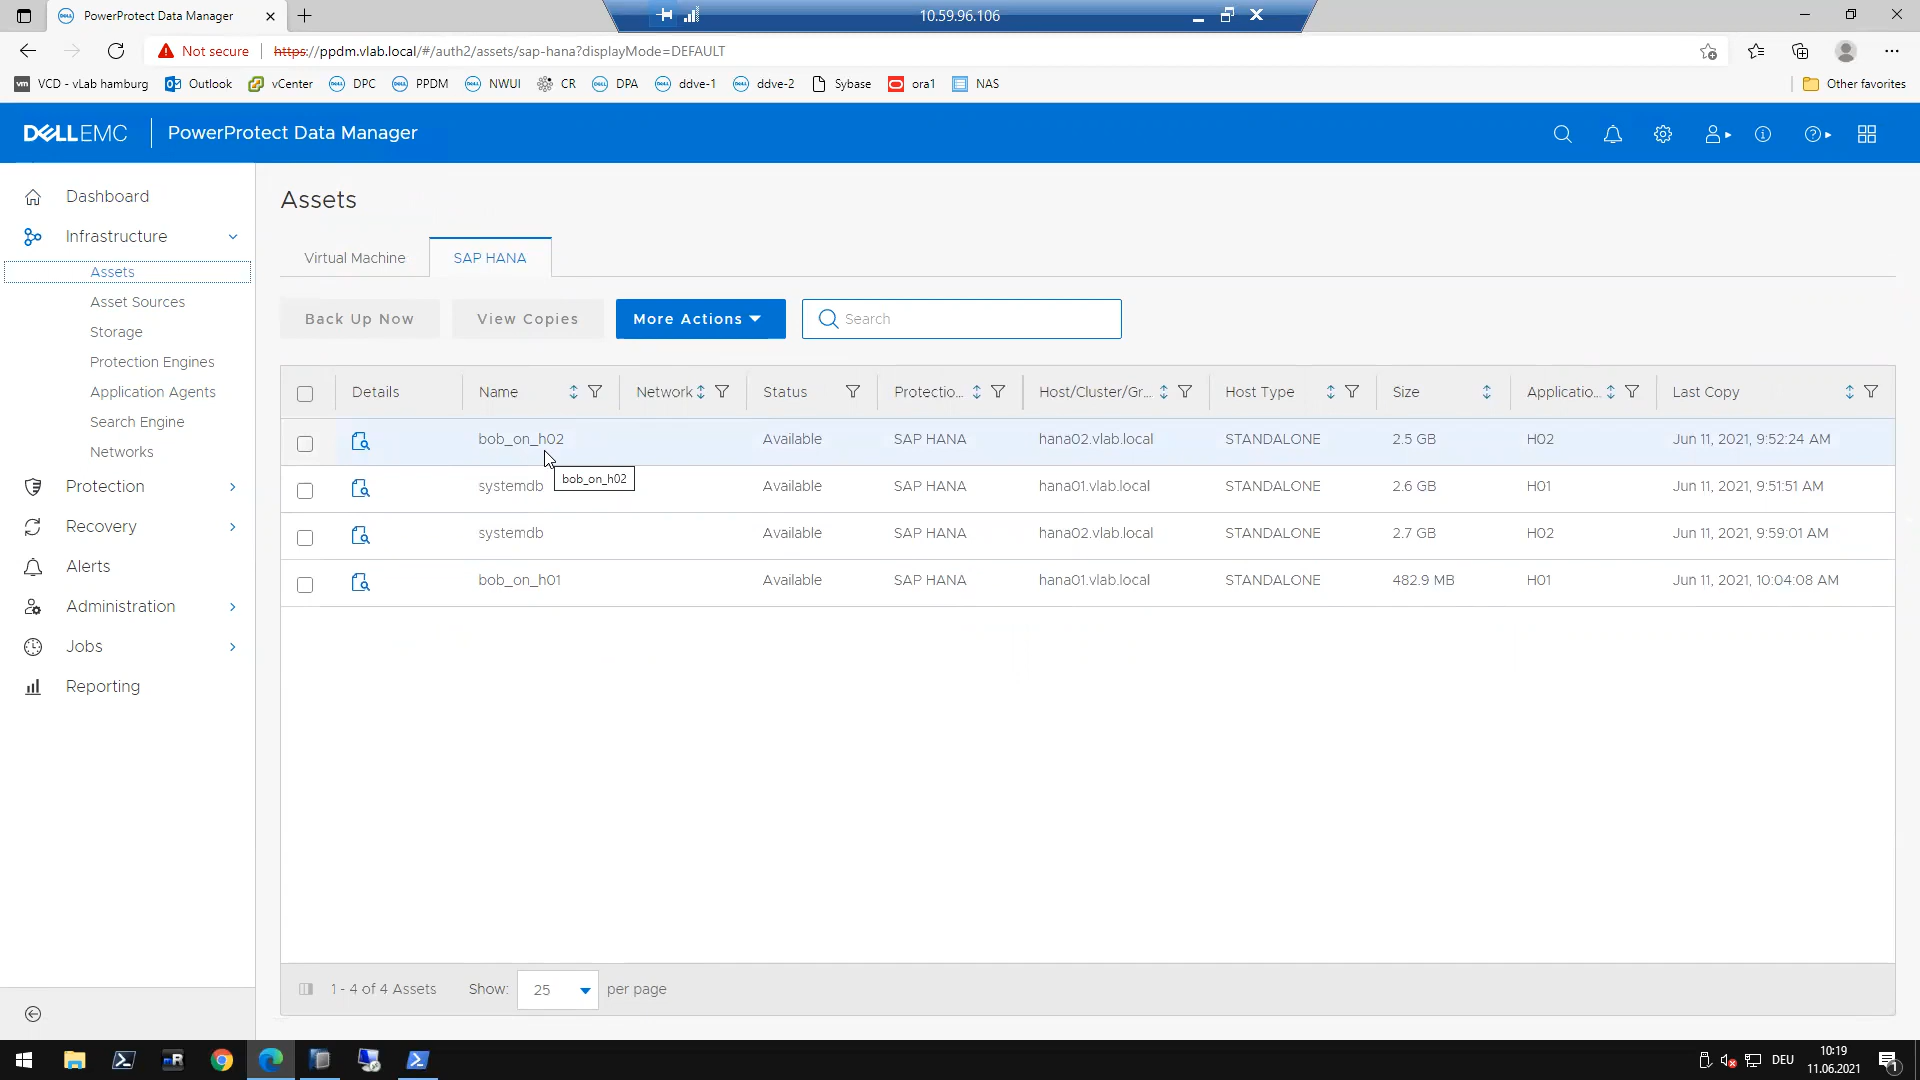 PowerProtect Data Manager
10.59.96.106
Not secure https://ppdm.vlab.local/#/auth2/assets/sap-hana?displayMode=DEFAULT
VCD - vLab hamburg Outlook vCenter DPC PPDM NWUI CR DPA ddve-1 ddve-2 Sybase ora1 NAS Other favorites
DELLEMC PowerProtect Data Manager
Dashboard
Infrastructure
Assets
Asset Sources
Storage
Protection Engines
Application Agents
Search Engine
Networks
Protection
Recovery
Alerts
Administration
Jobs
Reporting
Assets
Virtual Machine SAP HANA
Back Up Now View Copies More Actions Search
Details Name Network Status Protectio... Host/Cluster/Gr... Host Type Size Applicatio... Last Copy
bob_on_h02 Available SAP HANA hana02.vlab.local STANDALONE 2.5 GB H02 Jun 11, 2021, 9:52:24 AM
bob_on_h02
systemdb Available SAP HANA hana01.vlab.local STANDALONE 2.6 GB H01 Jun 11, 2021, 9:51:51 AM
systemdb Available SAP HANA hana02.vlab.local STANDALONE 2.7 GB H02 Jun 11, 2021, 9:59:01 AM
bob_on_h01 Available SAP HANA hana01.vlab.local STANDALONE 482.9 MB H01 Jun 11, 2021, 10:04:08 AM
1 - 4 of 4 Assets Show: 25 per page
DEU 10:19
11.06.2021
1